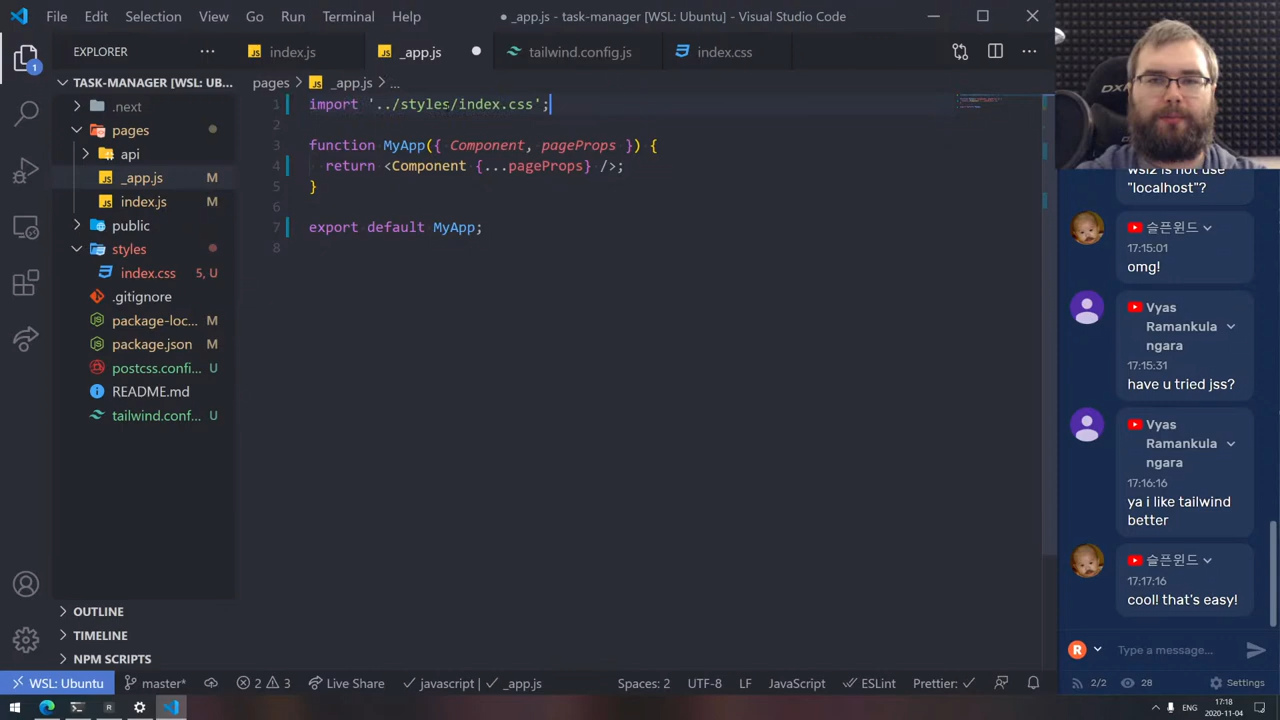 File Edit Selection View Go Run Terminal Help
_app.js - task-manager [WSL: Ubuntu] - Visual Studio Code
EXPLORER
index.js
_app.js
tailwind.config.js
index.css
TASK-MANAGER [WSL: UB...
pages > _app.js > ...
.next
pages
api
_app.js M
index.js M
public
styles
index.css 5, U
.gitignore
package-loc... M
package.json M
postcss.confi... U
README.md
tailwind.conf... U
OUTLINE
TIMELINE
NPM SCRIPTS
1
1 import '../styles/index.css';
2
3 function MyApp({ Component, pageProps }) {
4 return <Component {...pageProps} />;
5 }
6
7 export default MyApp;
8
DX
wsl2 is not use
"localhost"?
슬픈윈드
17:15:01
omg!
Vyas
Ramankula
ngara
17:15:31
have u tried jss?
Vyas
Ramankula
ngara
17:16:16
ya i like tailwind
better
슬픈윈드
17:17:16
cool! that's easy!
R
Type a message...
2/2 28 Settings
WSL: Ubuntu master* 2 3 Live Share javascript | _app.js Spaces: 2 UTF-8 LF JavaScript ESLint Prettier:
ENG
17:18
2020-11-04